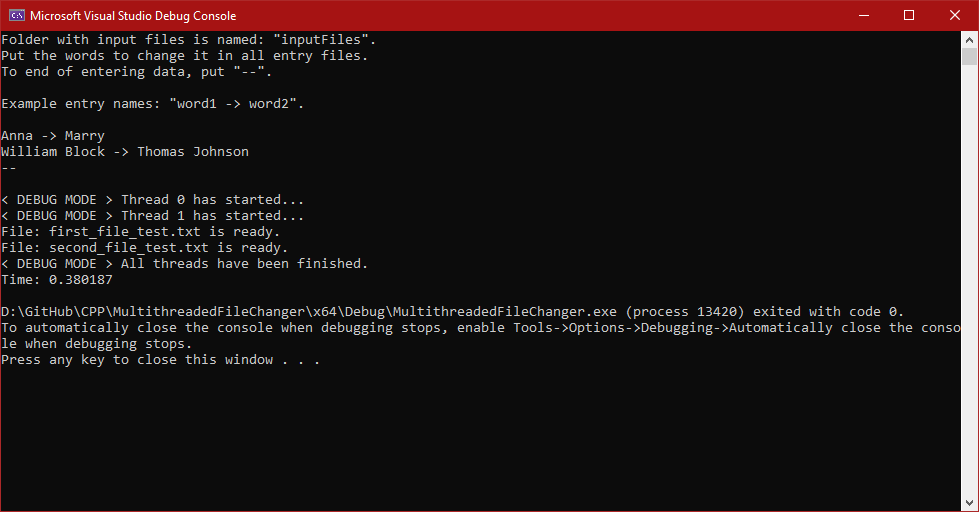 Microsoft Visual Studio Debug Console
Folder with input files is named: "inputFiles".
Put the words to change it in all entry files.
To end of entering data, put "--".
Example entry names: "word1 -> word2".
Anna -> Marry
William Block -> Thomas Johnson
--
< DEBUG MODE > Thread 0 has started...
< DEBUG MODE > Thread 1 has started...
File: first_file_test.txt is ready.
File: second_file_test.txt is ready.
< DEBUG MODE > All threads have been finished.
Time: 0.380187
D:\GitHub\CPP\MultithreadedFileChanger\x64\Debug\MultithreadedFileChanger.exe (process 13420) exited with code 0.
To automatically close the console when debugging stops, enable Tools->Options->Debugging->Automatically close the conso
le when debugging stops.
Press any key to close this window . . .